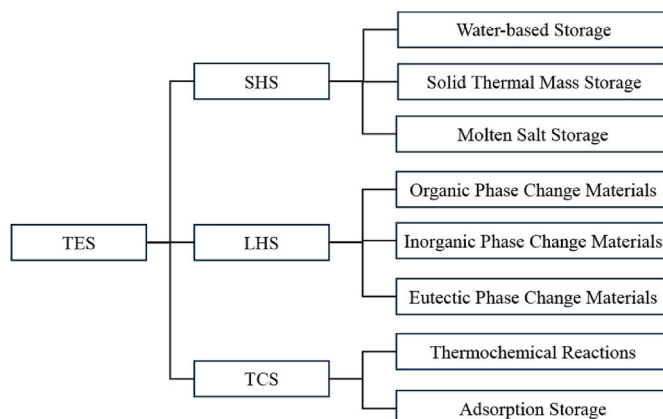 TES
SHS
Water-based Storage
Solid Thermal Mass Storage
Molten Salt Storage
LHS
Organic Phase Change Materials
Inorganic Phase Change Materials
Eutectic Phase Change Materials
TCS
Thermochemical Reactions
Adsorption Storage